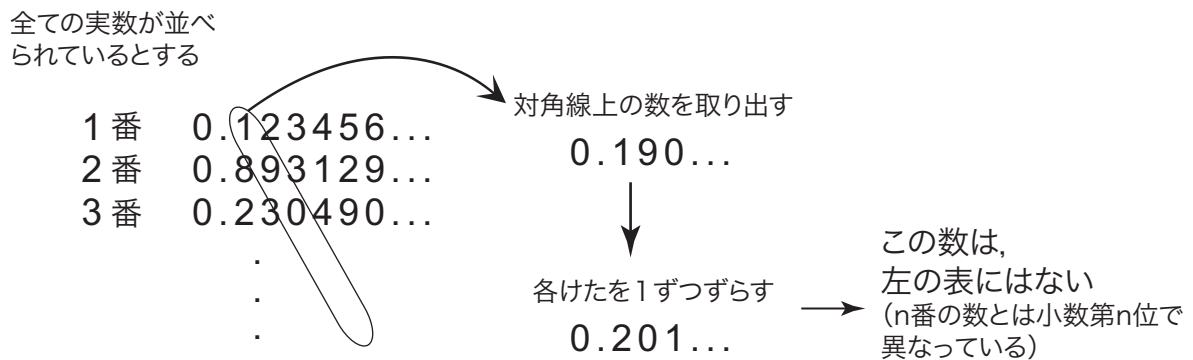 全ての実数が並べ
られているとする
1番 0.123456...
2番 0.893129...
3番 0.230490...
.
.
.
対角線上の数を取り出す
0.190...
各けたを1ずつずらす
0.201...
この数は,
左の表にはない
（n番の数とは小数第n位で
異なっている）